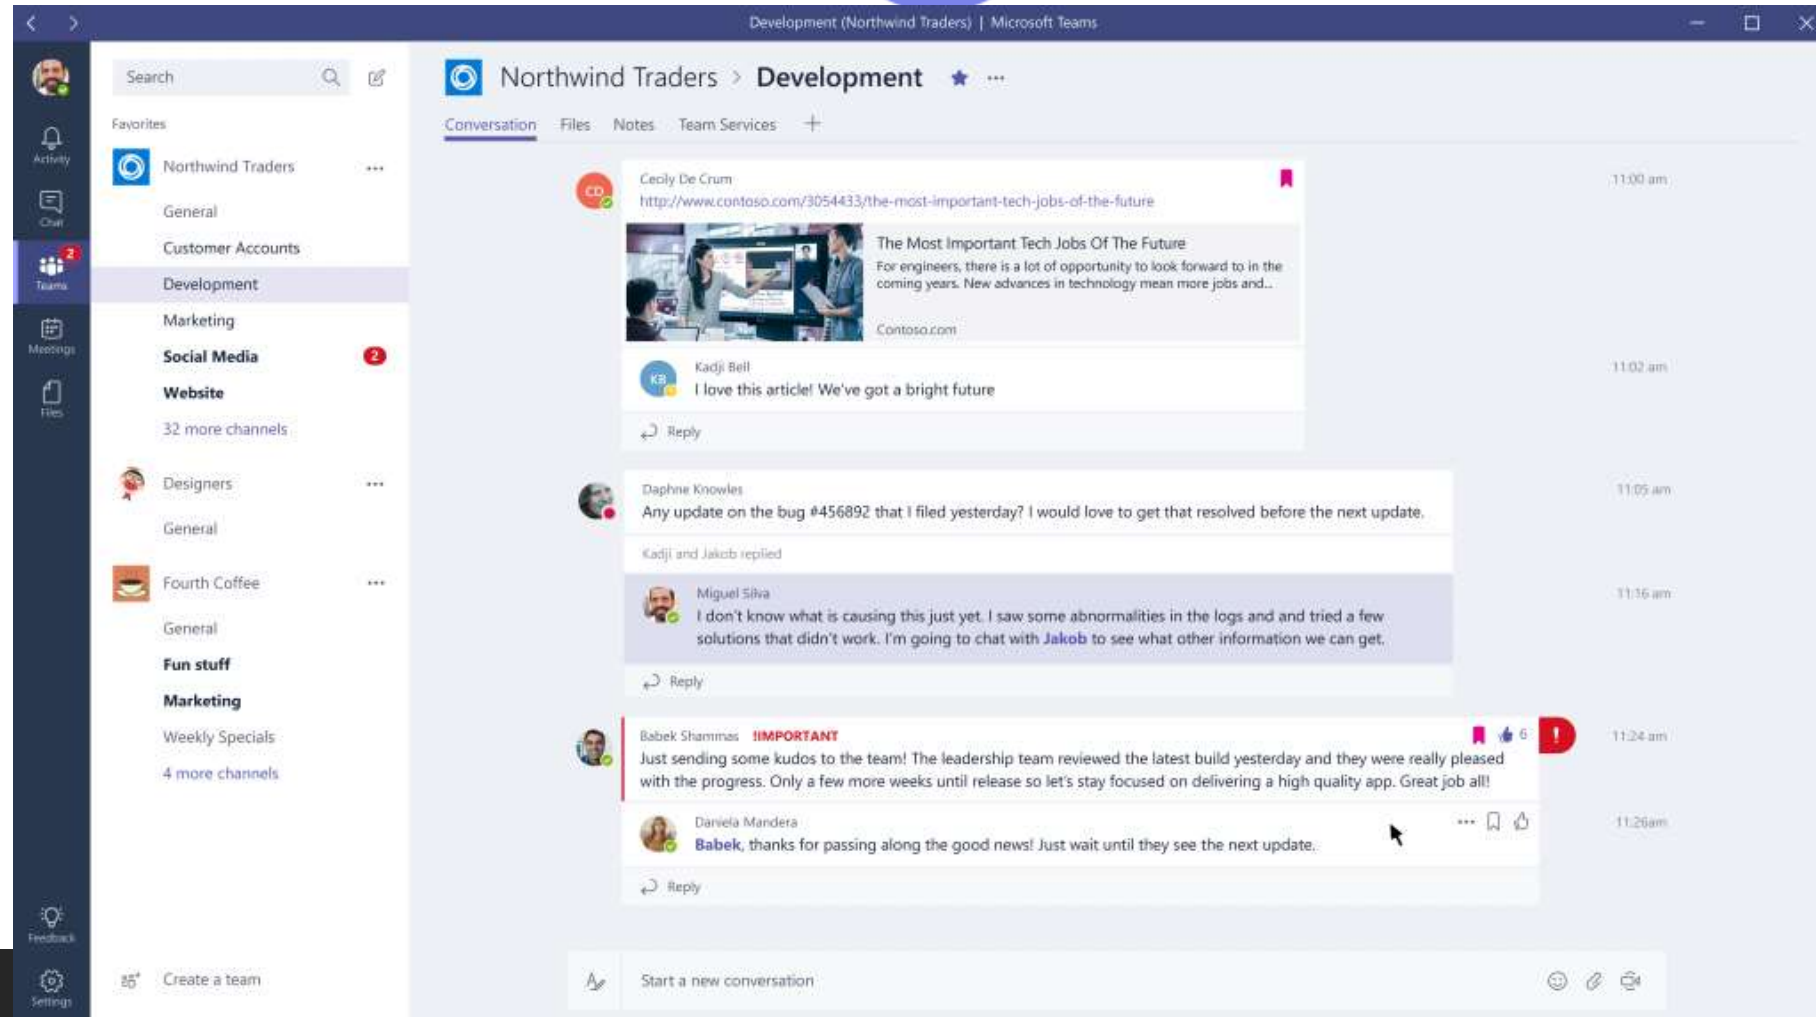 Development (Northwind Traders) | Microsoft Teams
Activity
Chat
2
Teams
Meetings
Files
Feedback
Settings
Search
Favorites
Northwind Traders
General
Customer Accounts
Development
Marketing
Social Media 2
Website
32 more channels
Designers
General
Fourth Coffee
General
Fun stuff
Marketing
Weekly Specials
4 more channels
Create a team
Northwind Traders > Development
Conversation Files Notes Team Services
CD
Cecily De Crum 11:00 am
http://www.contoso.com/3054433/the-most-important-tech-jobs-of-the-future
The Most Important Tech Jobs Of The Future
For engineers, there is a lot of opportunity to look forward to in the
coming years. New advances in technology mean more jobs and...
Contoso.com
KB
Kadji Bell 11:02 am
I love this article! We've got a bright future
Reply
Daphne Knowles 11:05 am
Any update on the bug #456892 that I filed yesterday? I would love to get that resolved before the next update.
Kadji and Jakob replied
Miguel Silva 11:16 am
I don't know what is causing this just yet. I saw some abnormalities in the logs and and tried a few
solutions that didn't work. I'm going to chat with Jakob to see what other information we can get.
Reply
Babek Shammas !IMPORTANT 6 ! 11:24 am
Just sending some kudos to the team! The leadership team reviewed the latest build yesterday and they were really pleased
with the progress. Only a few more weeks until release so let's stay focused on delivering a high quality app. Great job all!
Daniela Mandera 11:26am
Babek, thanks for passing along the good news! Just wait until they see the next update.
Reply
Start a new conversation